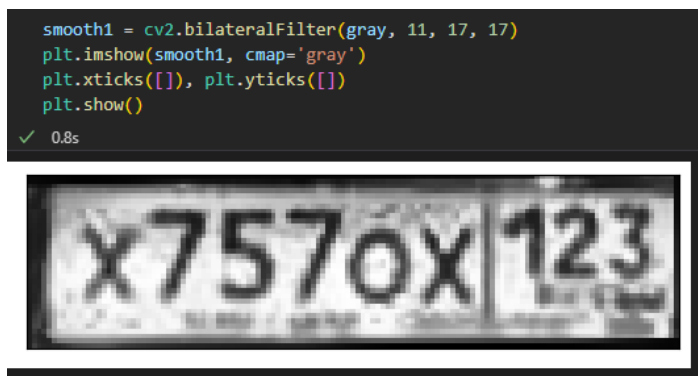 smooth1 = cv2.bilateralFilter(gray, 11, 17, 17)
plt.imshow(smooth1, cmap='gray')
plt.xticks([]), plt.yticks([])
plt.show()
✓ 0.8s
Х757ОХ 123